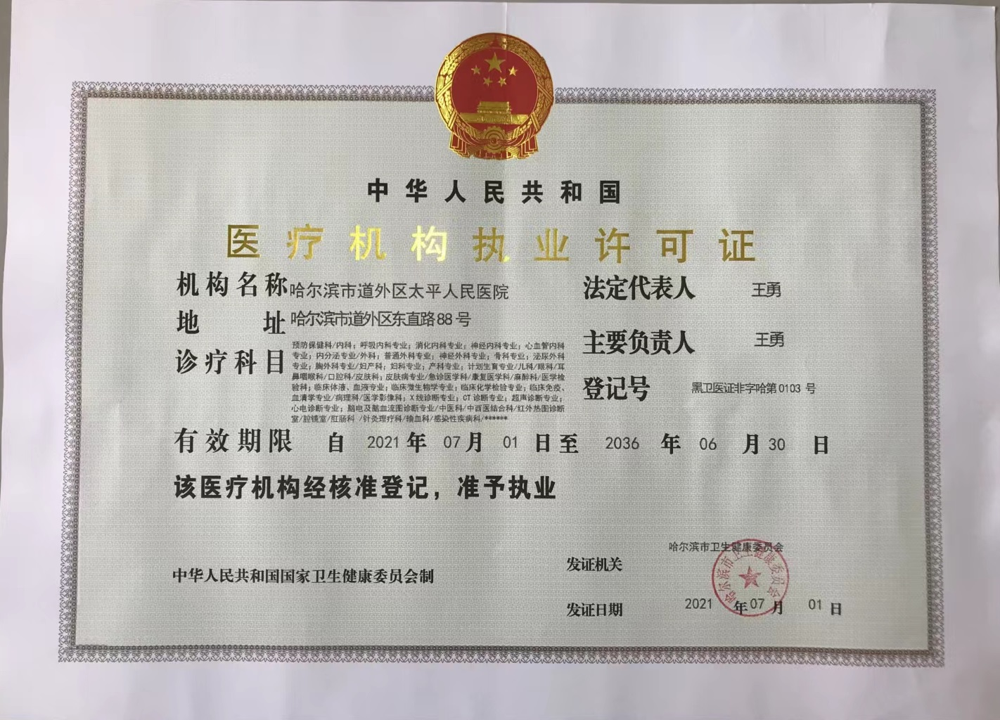 中华人民共和国
医疗机构执业许可证
机构名称 哈尔滨市道外区太平人民医院
法定代表人 王勇
地 址 哈尔滨市道外区东直路88号
主要负责人 王勇
诊疗科目 预防保健科/内科；呼吸内科专业；消化内科专业；神经内科专业；心血管内科
专业；内分泌专业/外科；普通外科专业；神经外科专业；骨科专业；泌尿外科
专业；胸外科专业/妇产科；妇科专业；产科专业；计划生育专业/儿科/眼科/耳
鼻咽喉科/口腔科/皮肤科；皮肤病专业/急诊医学科/康复医学科/麻醉科/医学检
验科；临床体液、血液专业；临床微生物学专业；临床化学检验专业；临床免疫、
血清学专业/病理科/医学影像科；X线诊断专业；CT诊断专业；超声诊断专业；
心电诊断专业；脑电及脑血流图诊断专业/中医科/中西医结合科/红外热图诊断
室/腔镜室/肛肠科 /针灸理疗科/输血科/感染性疾病科/******
登记号 黑卫医证非字哈第0103号
有效期限 自 2021 年 07 月 01 日至 2036 年 06 月 30 日
该医疗机构经核准登记，准予执业
中华人民共和国国家卫生健康委员会制
发证机关 哈尔滨市卫生健康委员会
哈尔滨市卫生健康委员会
发证日期 2021 年 07 月 01 日